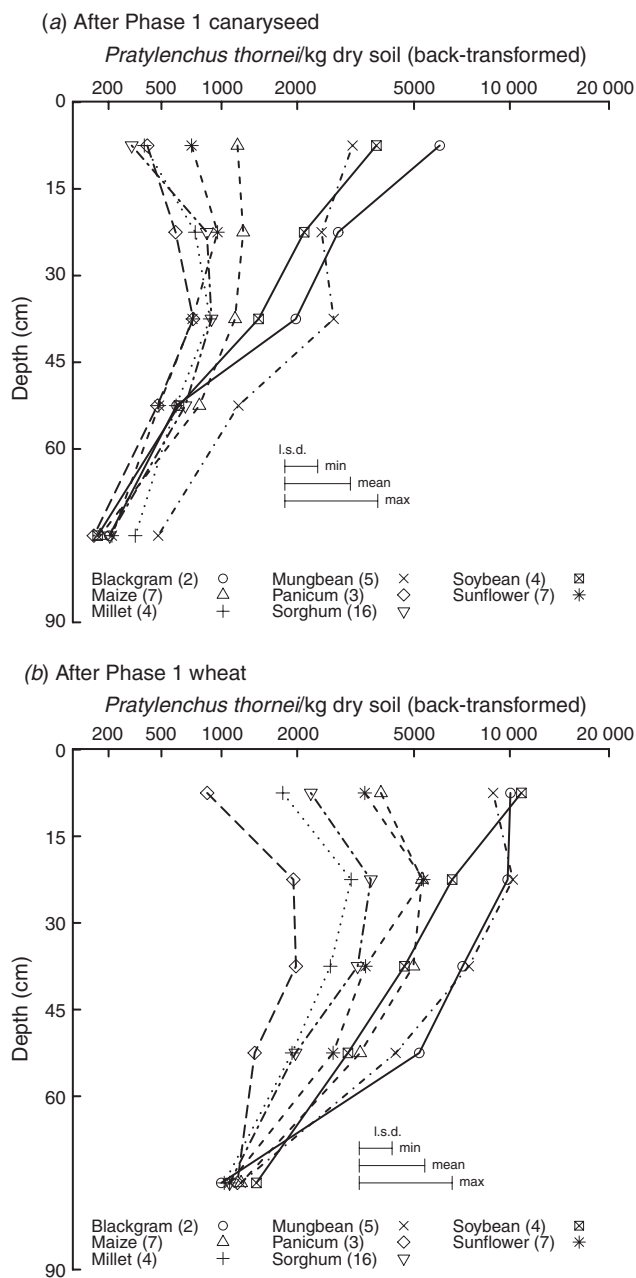 (a) After Phase 1 canaryseed
Pratylenchus thornei/kg dry soil (back-transformed)
200 500 1000 2000 5000 10 000 20 000
0
15
30
45
60
90
Depth (cm)
l.s.d.
min
mean
max
Blackgram (2) Mungbean (5) Soybean (4)
Maize (7) Panicum (3) Sunflower (7)
Millet (4) Sorghum (16)
(b) After Phase 1 wheat
Pratylenchus thornei/kg dry soil (back-transformed)
200 500 1000 2000 5000 10 000 20 000
0
15
30
45
60
90
Depth (cm)
l.s.d.
min
mean
max
Blackgram (2) Mungbean (5) Soybean (4)
Maize (7) Panicum (3) Sunflower (7)
Millet (4) Sorghum (16)